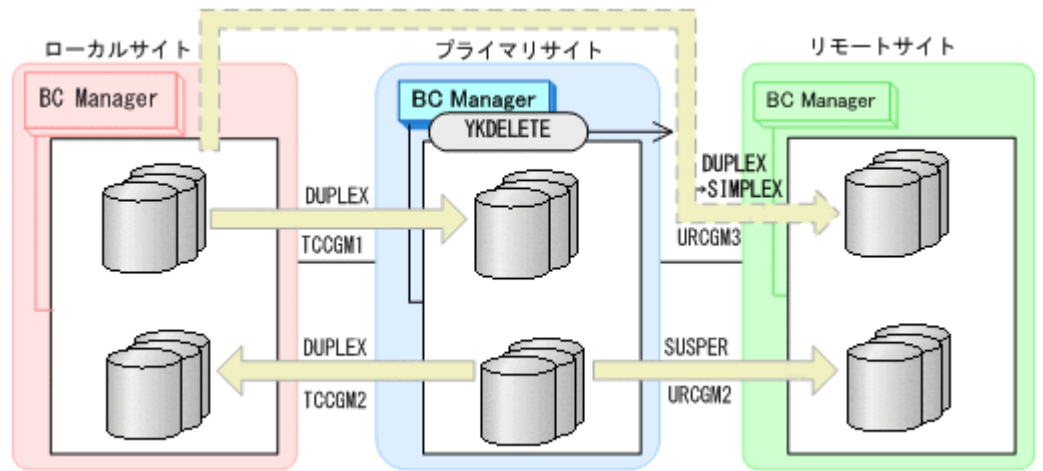 ローカルサイト
プライマリサイト
リモートサイト
BC Manager
BC Manager
BC Manager
YKDELETE
DUPLEX
→SIMPLEX
DUPLEX
TCCGM1
URCGM3
DUPLEX
TCCGM2
SUSPER
URCGM2